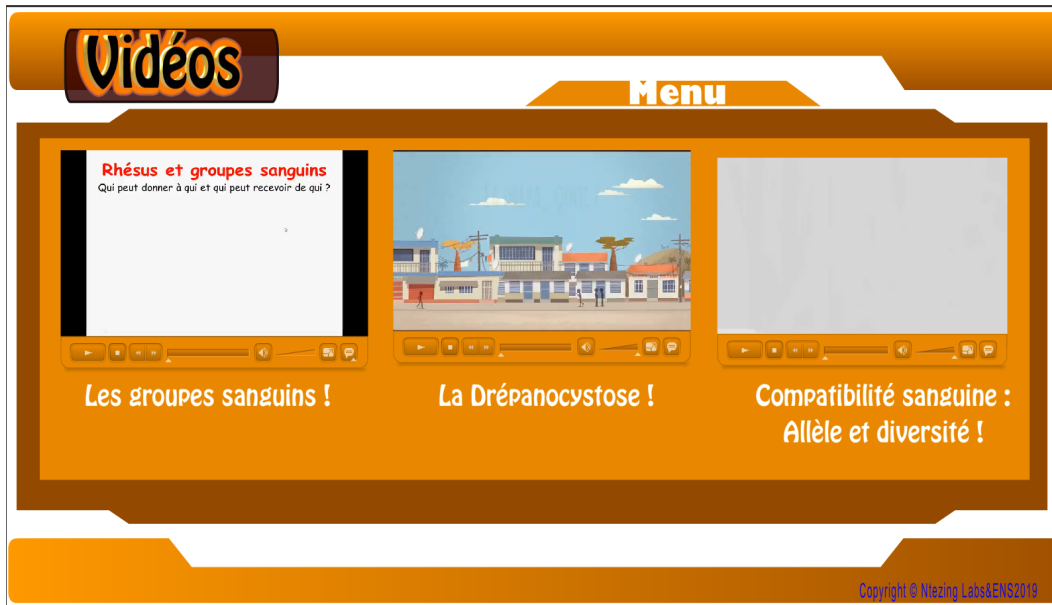 Vidéos
Menu
Rhésus et groupes sanguins
Qui peut donner à qui et qui peut recevoir de qui ?
Les groupes sanguins !
La Drépanocystose !
Compatibilité sanguine :
Allèle et diversité !
Copyright © Ntezing Labs&ENS2019